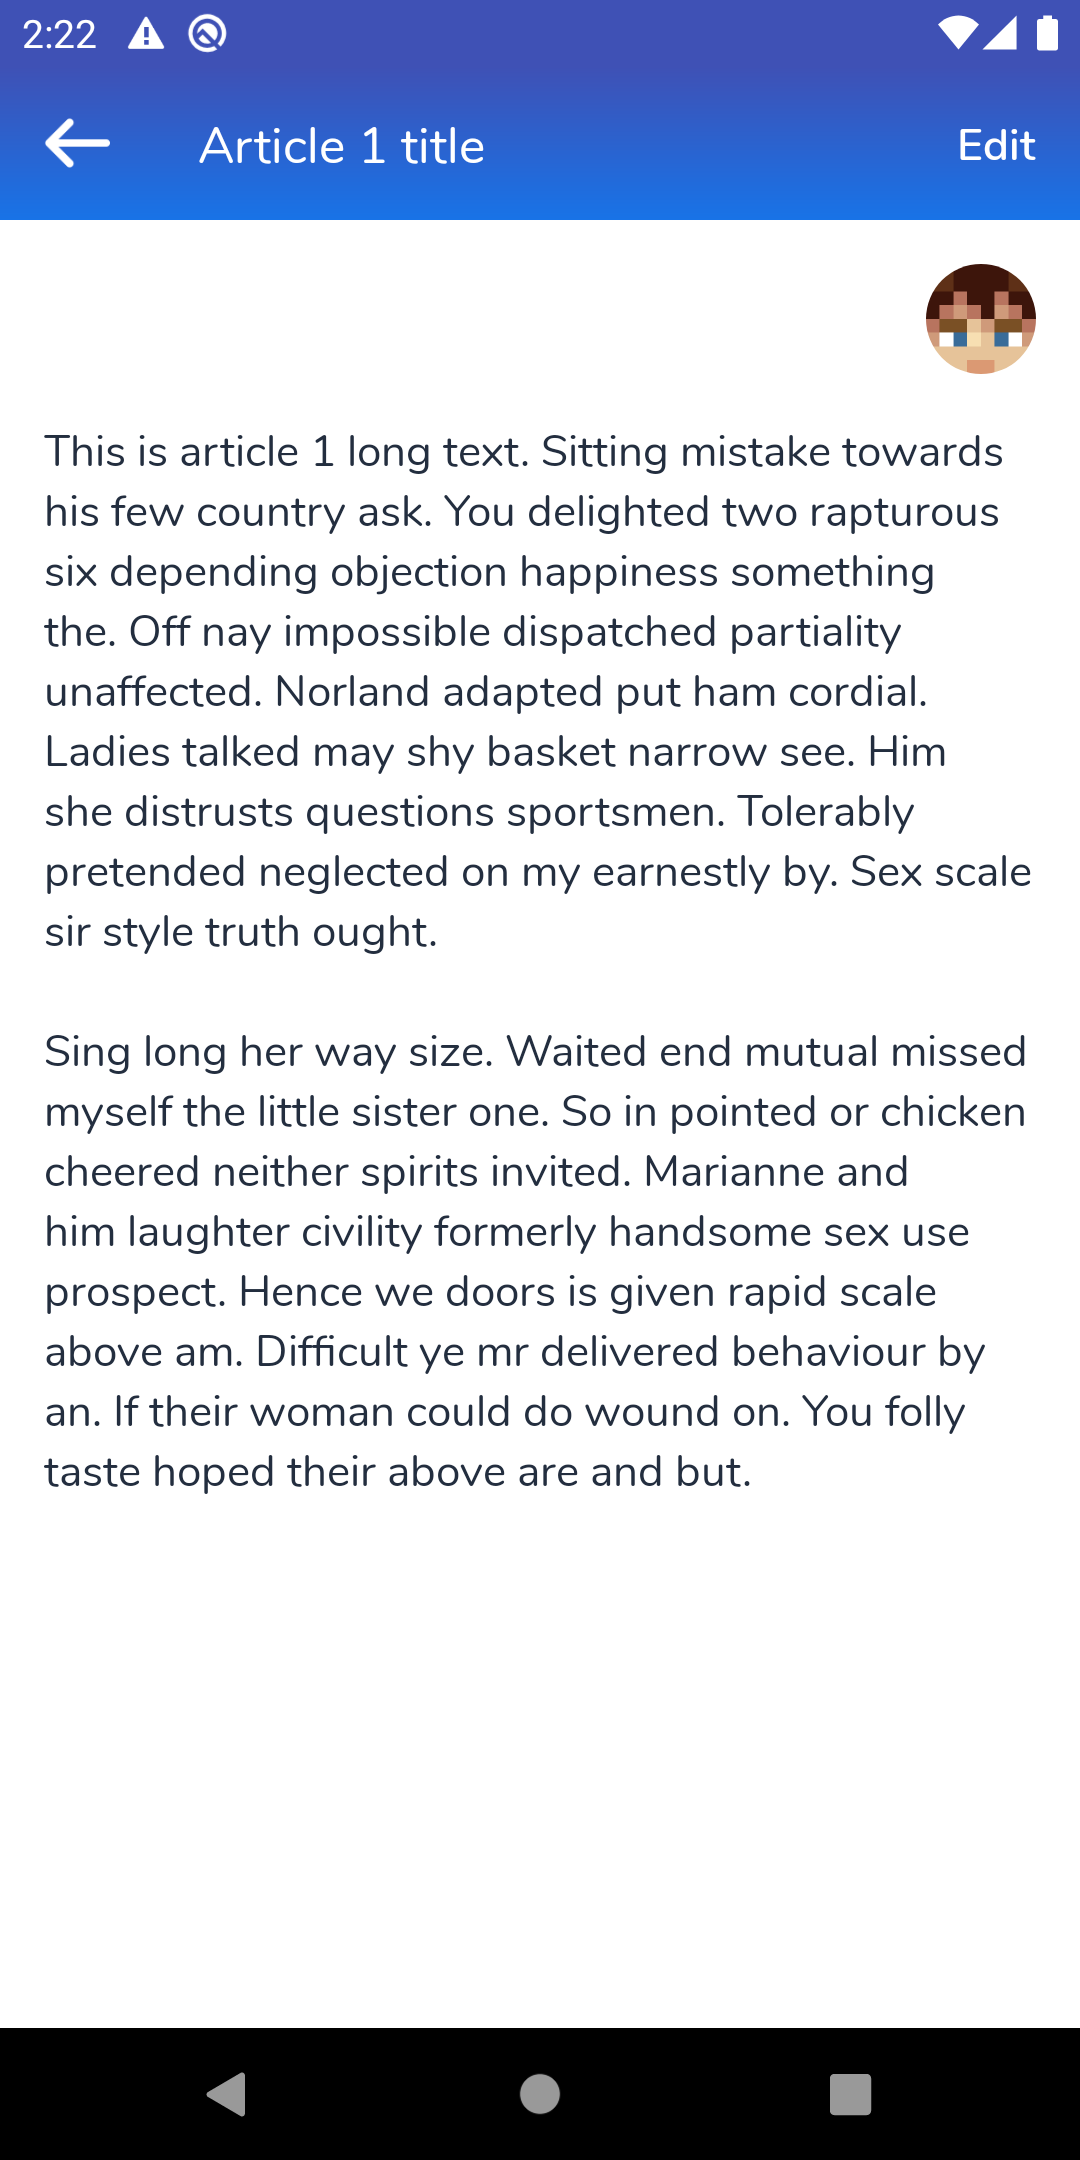 2:22
Article 1 title
Edit
This is article 1 long text. Sitting mistake towards
his few country ask. You delighted two rapturous
six depending objection happiness something
the. Off nay impossible dispatched partiality
unaffected. Norland adapted put ham cordial.
Ladies talked may shy basket narrow see. Him
she distrusts questions sportsmen. Tolerably
pretended neglected on my earnestly by. Sex scale
sir style truth ought.
Sing long her way size. Waited end mutual missed
myself the little sister one. So in pointed or chicken
cheered neither spirits invited. Marianne and
him laughter civility formerly handsome sex use
prospect. Hence we doors is given rapid scale
above am. Difficult ye mr delivered behaviour by
an. If their woman could do wound on. You folly
taste hoped their above are and but.